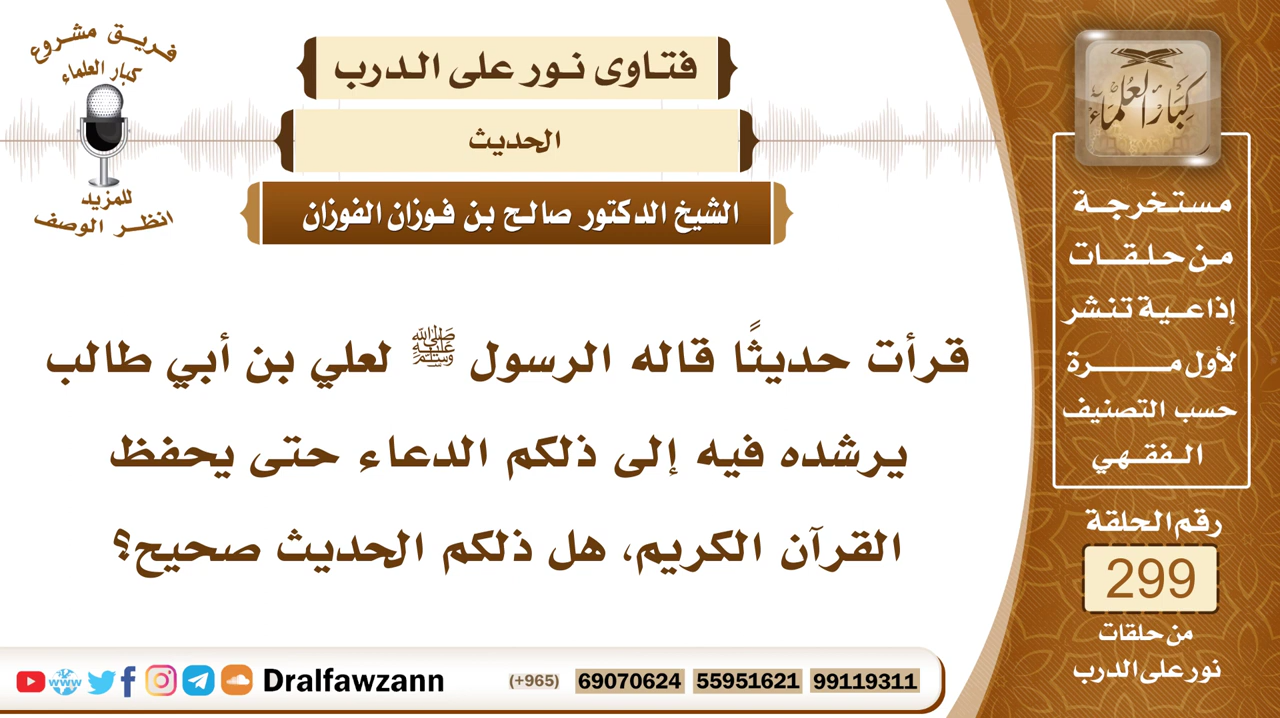 فريق مشروع
كبار العلماء
للمزيد
انظر الوصف
فتاوى نور على الدرب
الحديث
الشيخ الدكتور صالح بن فوزان الفوزان
قرأت حديثًا قاله الرسول ﷺ لعلي بن أبي طالب
يرشده فيه إلى ذلكم الدعاء حتى يحفظ
القرآن الكريم، هل ذلكم الحديث صحيح؟
كبار العلماء
مستخرجة
من حلقات
إذاعية تنشر
لأول مرة
حسب التصنيف
الفقهي
رقم الحلقة
299
من حلقات
نور على الدرب
www Dralfawzann (+965) 69070624 55951621 99119311